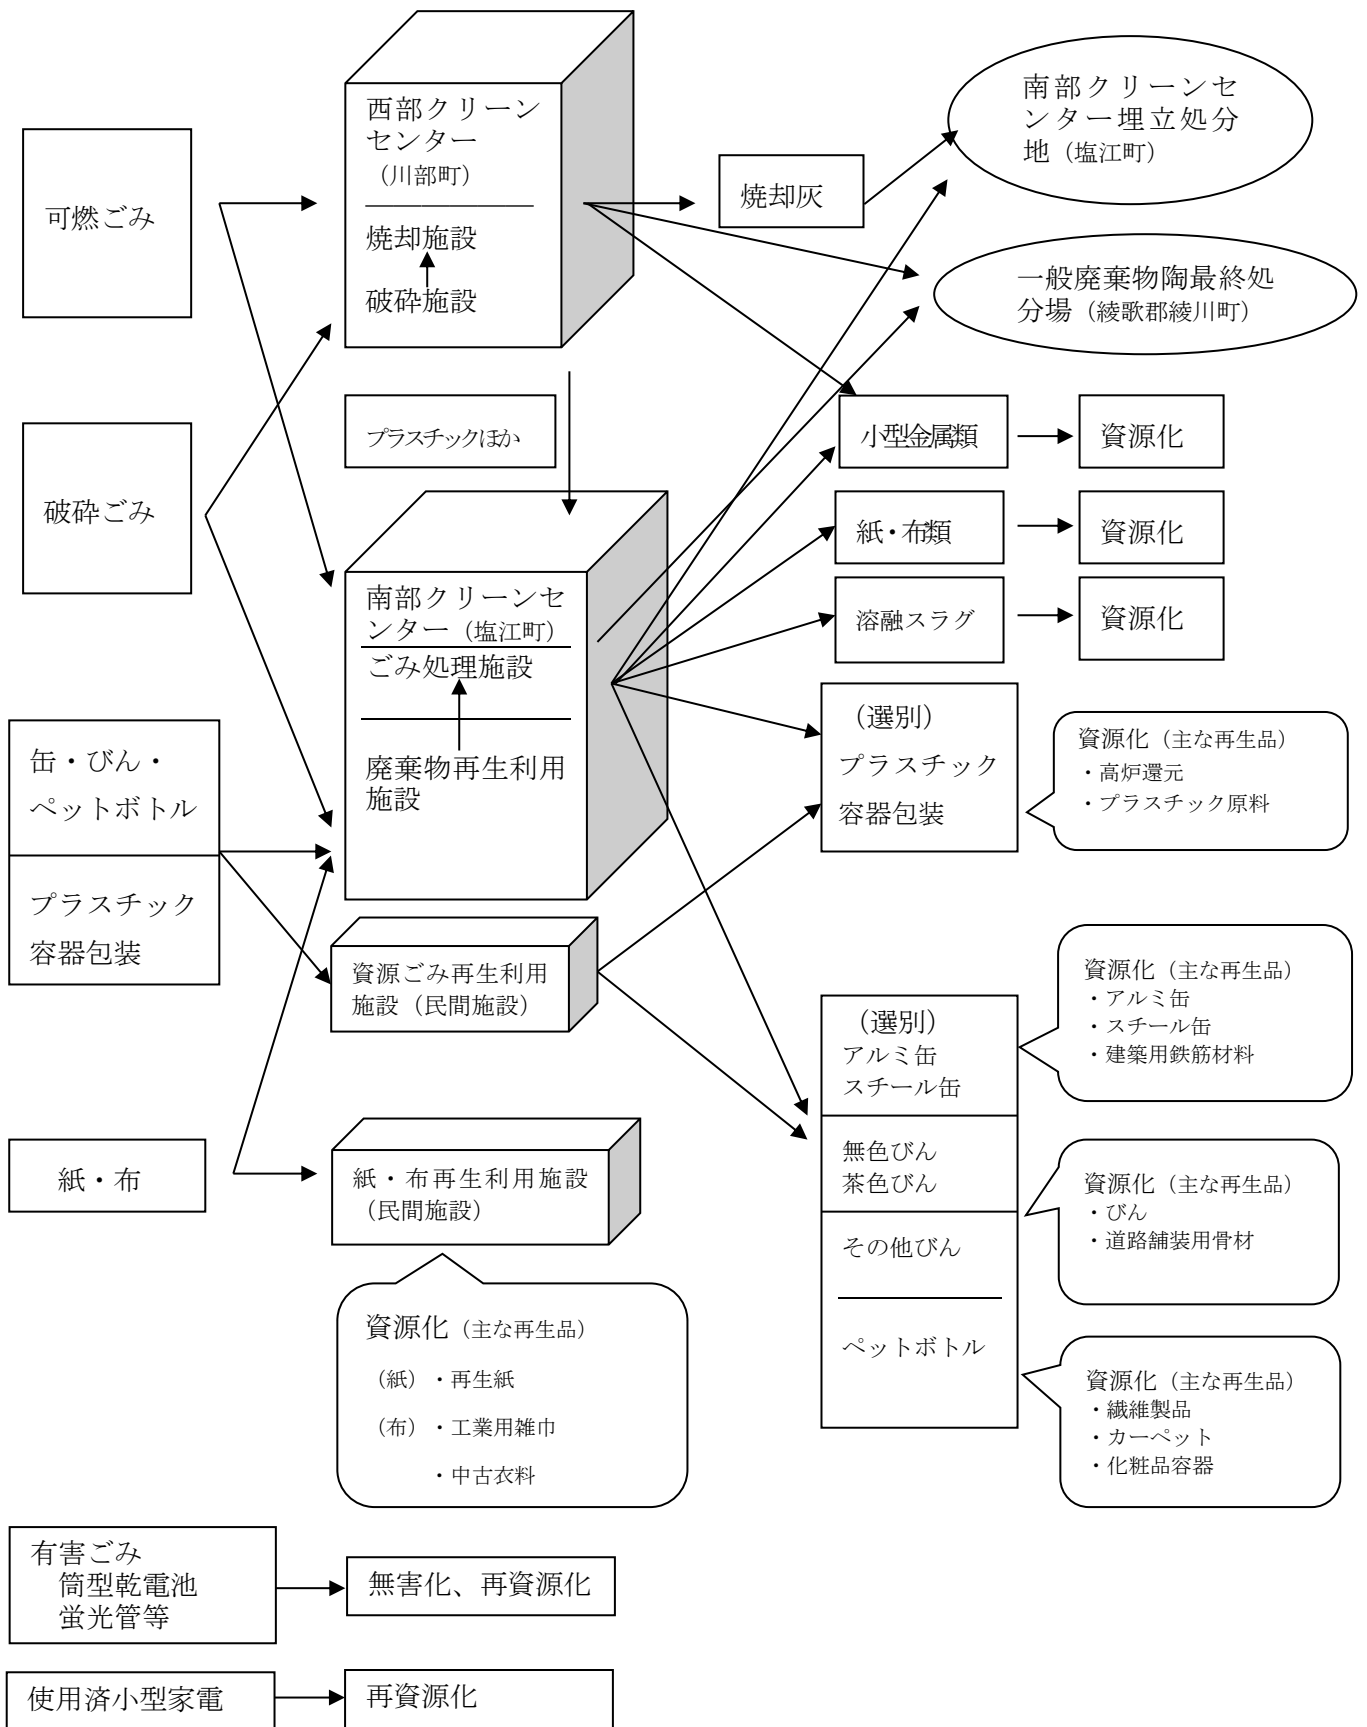 可燃ごみ
破砕ごみ
缶・びん・
ペットボトル
プラスチック
容器包装
紙・布
西部クリーン
センター
（川部町）
焼却施設
破砕施設
プラスチックほか
南部クリーンセ
ンター（塩江町）
ごみ処理施設
廃棄物再生利用
施設
資源ごみ再生利用
施設（民間施設）
紙・布再生利用施設
（民間施設）
資源化（主な再生品）
（紙）・再生紙
（布）・工業用雑巾
・中古衣料
焼却灰
南部クリーンセ
ンター埋立処分
地（塩江町）
一般廃棄物陶最終処
分場（綾歌郡綾川町）
小型金属類
資源化
紙・布類
資源化
溶融スラグ
資源化
（選別）
プラスチック
容器包装
資源化（主な再生品）
・高炉還元
・プラスチック原料
（選別）
アルミ缶
スチール缶
無色びん
茶色びん
その他びん
ペットボトル
資源化（主な再生品）
・アルミ缶
・スチール缶
・建築用鉄筋材料
資源化（主な再生品）
・びん
・道路舗装用骨材
資源化（主な再生品）
・繊維製品
・カーペット
・化粧品容器
有害ごみ
筒型乾電池
蛍光管等
無害化、再資源化
使用済小型家電
再資源化